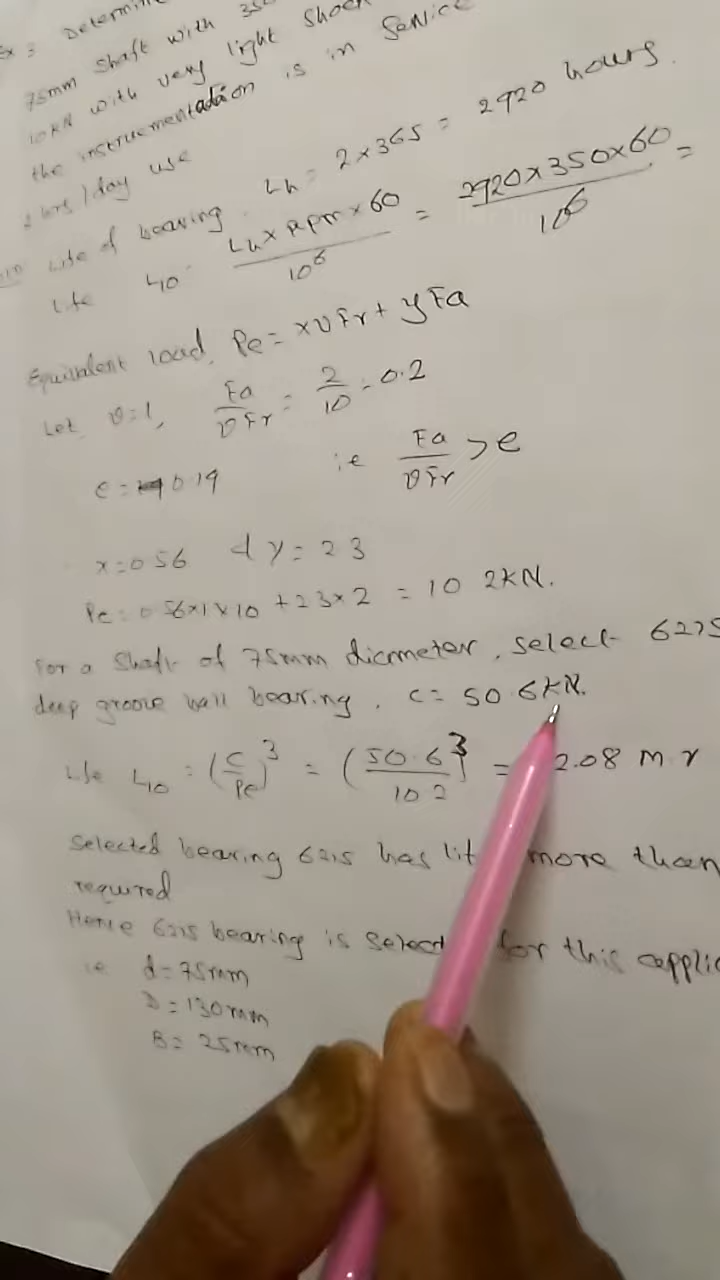 Ex: Determine
75mm shaft with 350
10KN with very light shock
the instruementadaion is in Service
2 hrs/day use
Life of bearing. Lh = 2×365 = 2920 hours.
Life L10 = Lh×rpm×60 / 10^6 = 2920×350×60 / 10^6 =
Equivalent load, Pe = xvFr + yFa
Let, v=1, Fa / vFr = 2 / 10 = 0.2
e = 0.19 ie Fa / vFr > e
x=0.56 & y=2.3
Pe = 0.56×1×10 + 2.3×2 = 10.2KN.
For a shaft of 75mm diameter, select 6275
deep groove ball bearing. C = 50.6KN.
Life L10 = (C / Pe)^3 = (50.6 / 10.2)^3 = 2.08 m.r
Selected bearing 6215 has more than
required
Hence 6215 bearing is for this
ie d=75mm
D=130mm
B=25mm